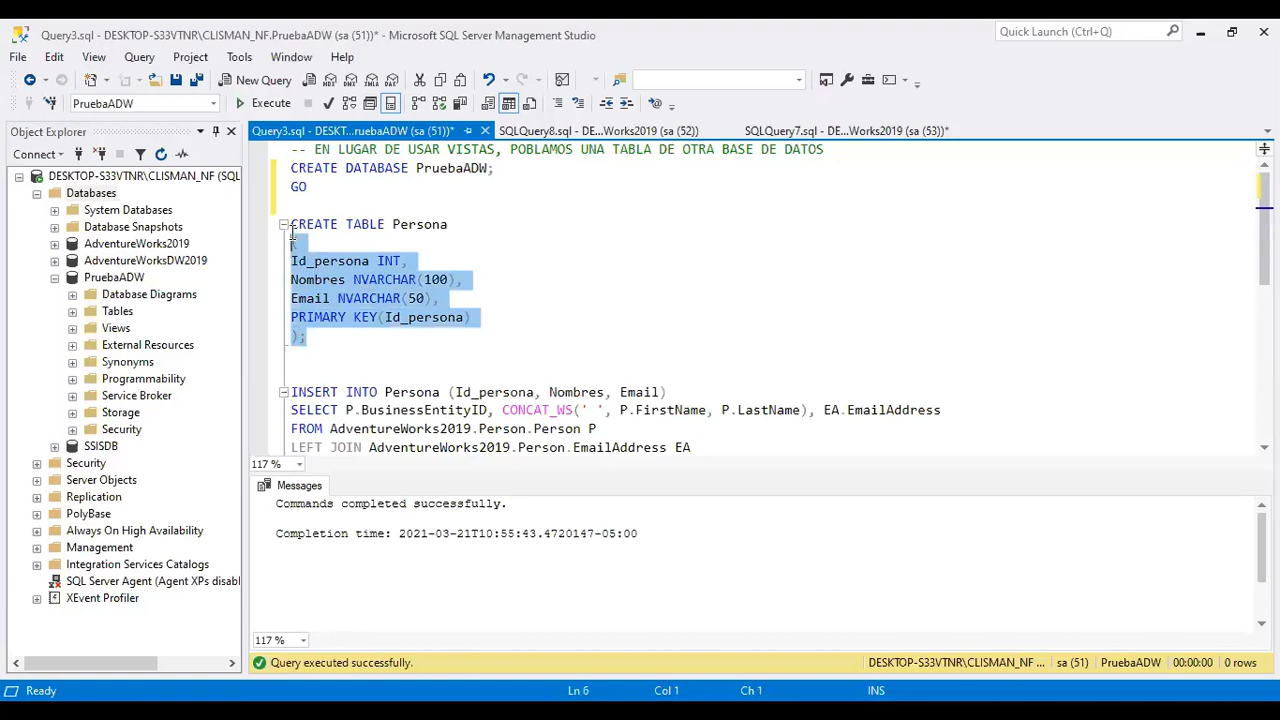 Query3.sql - DESKTOP-S33VTNR\CLISMAN_NF.PruebaADW (sa (51))* - Microsoft SQL Server Management Studio
Quick Launch (Ctrl+Q)
File Edit View Query Project Tools Window Help
New Query
MDX DMX XMLA DAX
PruebaADW
Execute
Object Explorer
Query3.sql - DESKT...ruebaADW (sa (51))*
SQLQuery8.sql - DE...Works2019 (52))
SQLQuery7.sql - DE...Works2019 (sa (53))*
Connect
DESKTOP-S33VTNR\CLISMAN_NF (SQL
Databases
System Databases
Database Snapshots
AdventureWorks2019
AdventureWorksDW2019
PruebaADW
Database Diagrams
Tables
Views
External Resources
Synonyms
Programmability
Service Broker
Storage
Security
SSISDB
Security
Server Objects
Replication
PolyBase
Always On High Availability
Management
Integration Services Catalogs
SQL Server Agent (Agent XPs disabl
XEvent Profiler
-- EN LUGAR DE USAR VISTAS, POBLAMOS UNA TABLA DE OTRA BASE DE DATOS
CREATE DATABASE PruebaADW;
GO
CREATE TABLE Persona
(
Id_persona INT,
Nombres NVARCHAR(100),
Email NVARCHAR(50),
PRIMARY KEY(Id_persona)
);
INSERT INTO Persona (Id_persona, Nombres, Email)
SELECT P.BusinessEntityID, CONCAT_WS(' ', P.FirstName, P.LastName), EA.EmailAddress
FROM AdventureWorks2019.Person.Person P
LEFT JOIN AdventureWorks2019.Person.EmailAddress EA
117 %
Messages
Commands completed successfully.
Completion time: 2021-03-21T10:55:43.4720147-05:00
117 %
Query executed successfully.
DESKTOP-S33VTNR\CLISMAN_NF ... sa (51) PruebaADW 00:00:00 0 rows
Ready
Ln 6
Col 1
Ch 1
INS